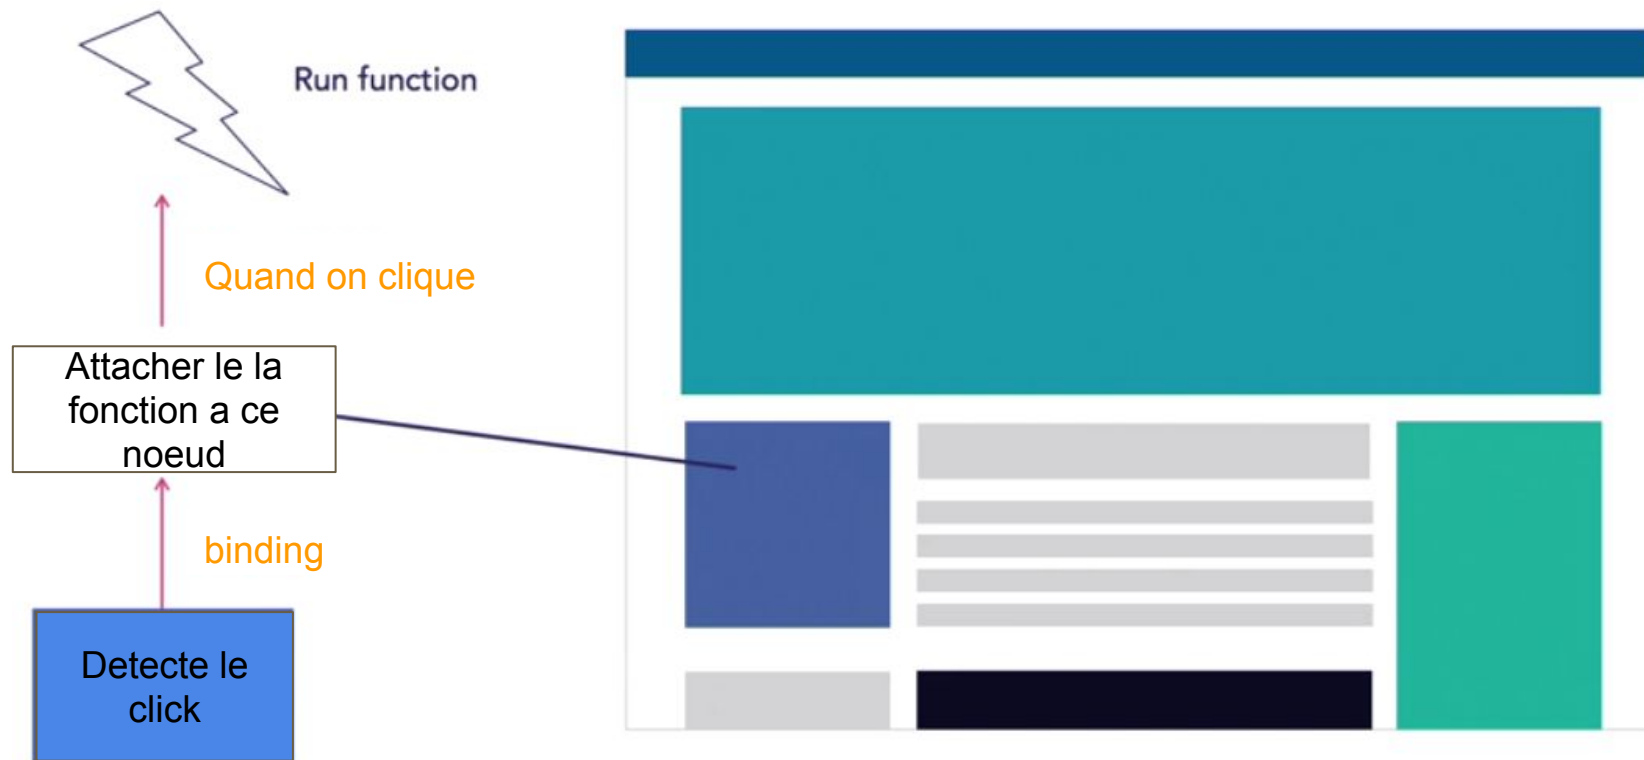 Run function
Quand on clique
Attacher le la
fonction a ce
noeud
binding
Detecte le
click